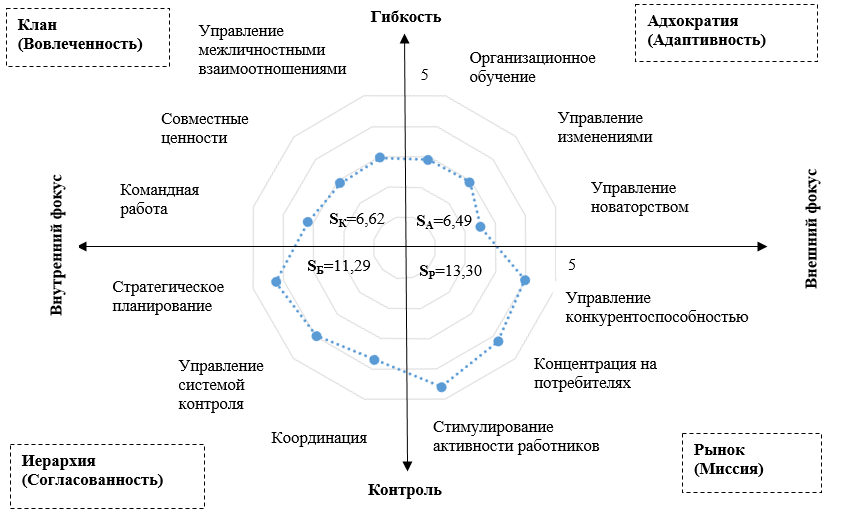 Клан
(Вовлеченность)
Гибкость
Адхократия
(Адаптивность)
Управление
межличностными
взаимоотношениями
Организационное
обучение
5
Совместные
ценности
Управление
изменениями
Командная
работа
Управление
новаторством
Sк=6,62
SА=6,49
Внутренний фокус
Внешний фокус
SБ=11,29
SР=13,30
5
Стратегическое
планирование
Управление
конкурентоспособностью
Управление
системой
контроля
Концентрация на
потребителях
Координация
Стимулирование
активности работников
Иерархия
(Согласованность)
Рынок
(Миссия)
Контроль